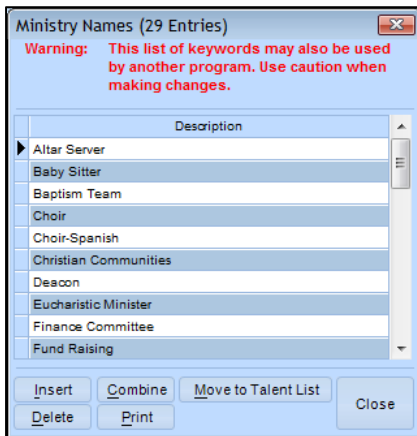 Ministry Names (29 Entries)
Warning: This list of keywords may also be used
by another program. Use caution when
making changes.
Description
Altar Server
Baby Sitter
Baptism Team
Choir
Choir-Spanish
Christian Communities
Deacon
Eucharistic Minister
Finance Committee
Fund Raising
Insert Combine Move to Talent List Close
Delete Print